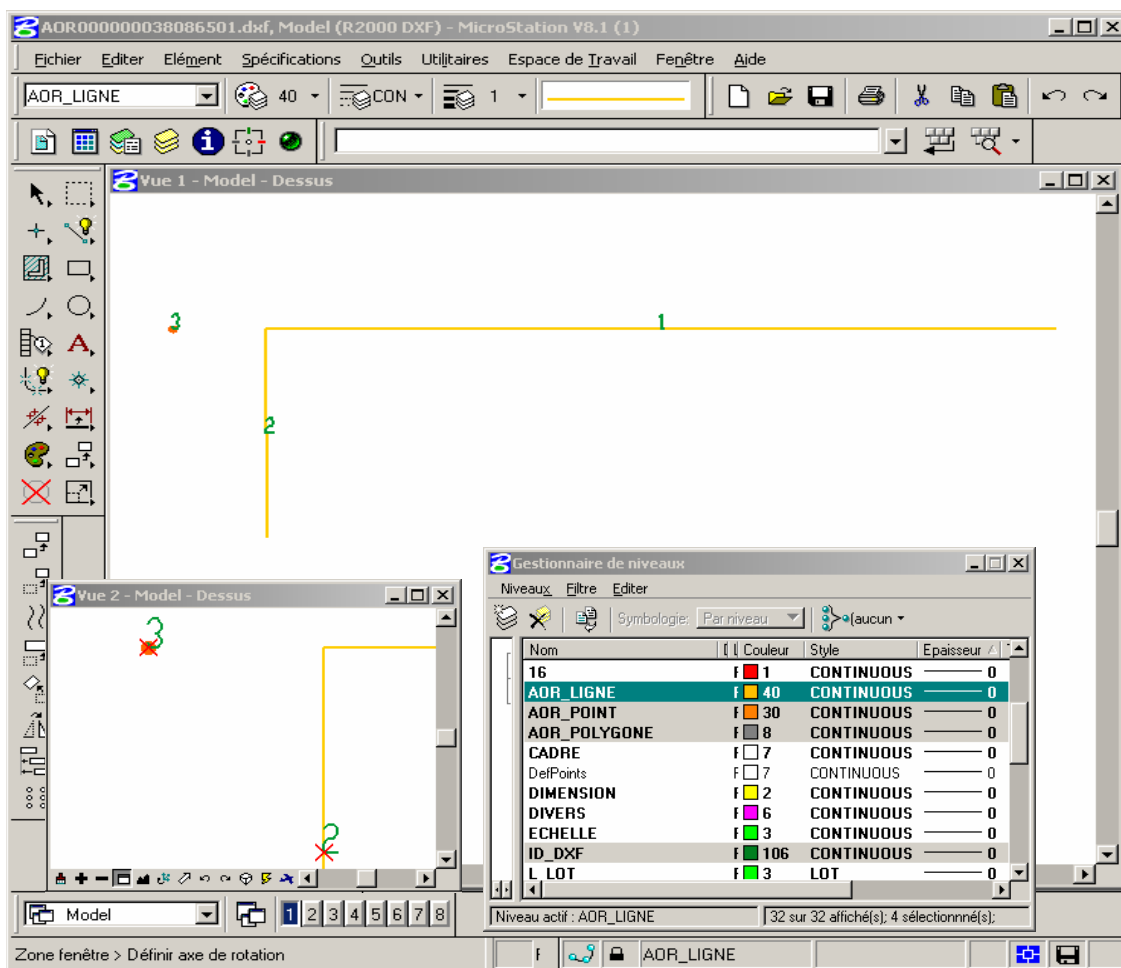 AOR000000038086501.dxf, Model (R2000 DXF) - MicroStation V8.1 (1)
Fichier Editer Elément Spécifications Outils Utilitaires Espace de Travail Fenêtre Aide
AOR_LIGNE 40 CON 1
Vue 1 - Model - Dessus
3
1
2
Vue 2 - Model - Dessus
3
2
Gestionnaire de niveaux
Niveaux Filtre Editer
Symbologie: Par niveau (aucun
Nom Couleur Style Epaisseur
16 1 CONTINUOUS 0
AOR_LIGNE 40 CONTINUOUS 0
AOR_POINT 30 CONTINUOUS 0
AOR_POLYGONE 8 CONTINUOUS 0
CADRE 7 CONTINUOUS 0
DefPoints 7 CONTINUOUS 0
DIMENSION 2 CONTINUOUS 0
DIVERS 6 CONTINUOUS 0
ECHELLE 3 CONTINUOUS 0
ID_DXF 106 CONTINUOUS 0
L_LOT 3 LOT 0
Niveau actif : AOR_LIGNE 32 sur 32 affiché(s); 4 sélectionnné(s);
Model 1 2 3 4 5 6 7 8
Zone fenêtre > Définir axe de rotation
AOR_LIGNE